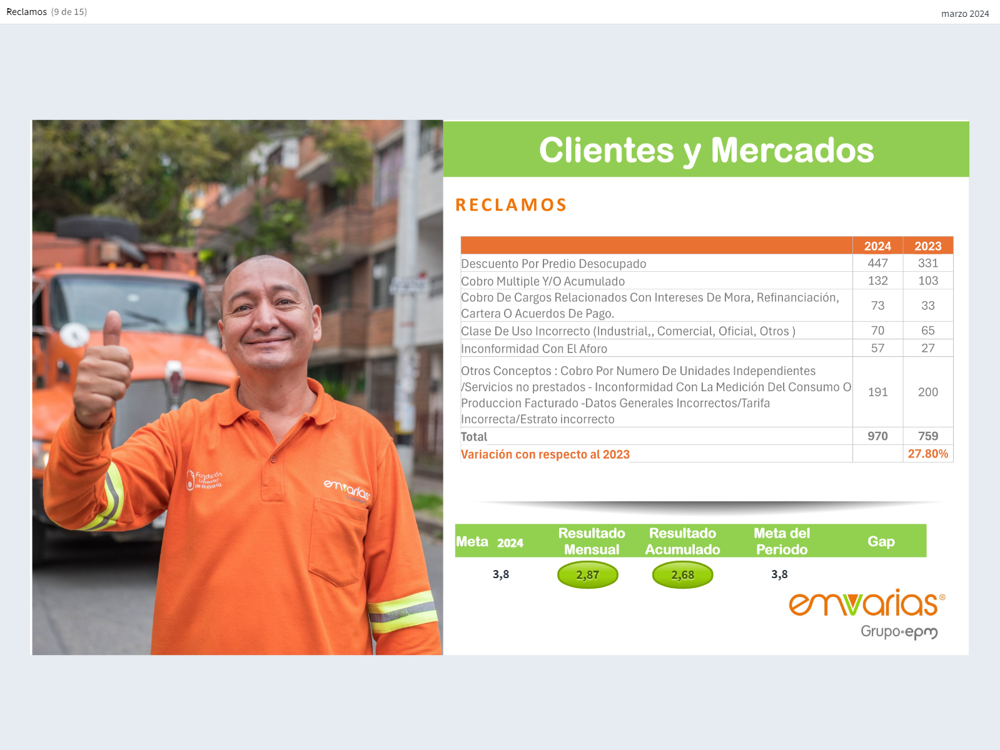 Reclamos (9 de 15)
marzo 2024
Clientes y Mercados
RECLAMOS
2024 2023
Descuento Por Predio Desocupado 447 331
Cobro Multiple Y/O Acumulado 132 103
Cobro De Cargos Relacionados Con Intereses De Mora, Refinanciación,
Cartera O Acuerdos De Pago. 73 33
Clase De Uso Incorrecto (Industrial,, Comercial, Oficial, Otros ) 70 65
Inconformidad Con El Aforo 57 27
Otros Conceptos : Cobro Por Numero De Unidades Independientes
/Servicios no prestados - Inconformidad Con La Medición Del Consumo O
Produccion Facturado -Datos Generales Incorrectos/Tarifa
Incorrecta/Estrato incorrecto 191 200
Total 970 759
Variación con respecto al 2023 27.80%
Meta 2024 Resultado Mensual Resultado Acumulado Meta del Periodo Gap
3,8 2,87 2,68 3,8
emvarias®
Grupo·epm
Fundación
Universidad
de Antioquia
emvarias